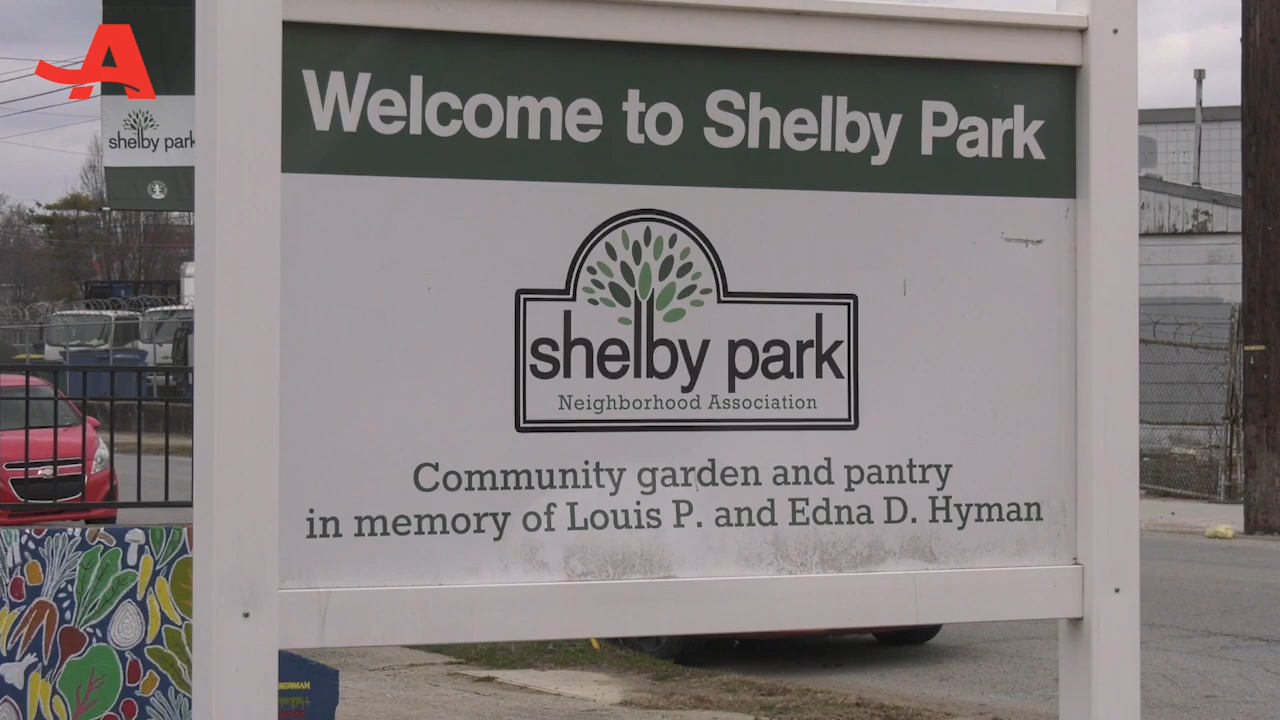 shelby park
Welcome to Shelby Park
shelby park
Neighborhood Association
Community garden and pantry
in memory of Louis P. and Edna D. Hyman